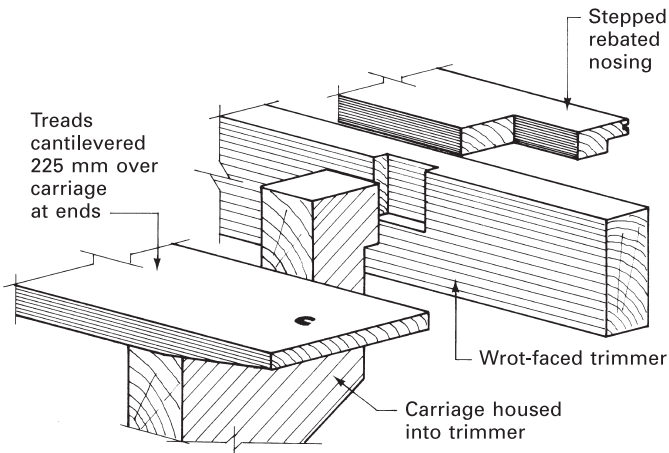 Stepped
rebated
nosing
Treads
cantilevered
225 mm over
carriage
at ends
Wrot-faced trimmer
Carriage housed
into trimmer